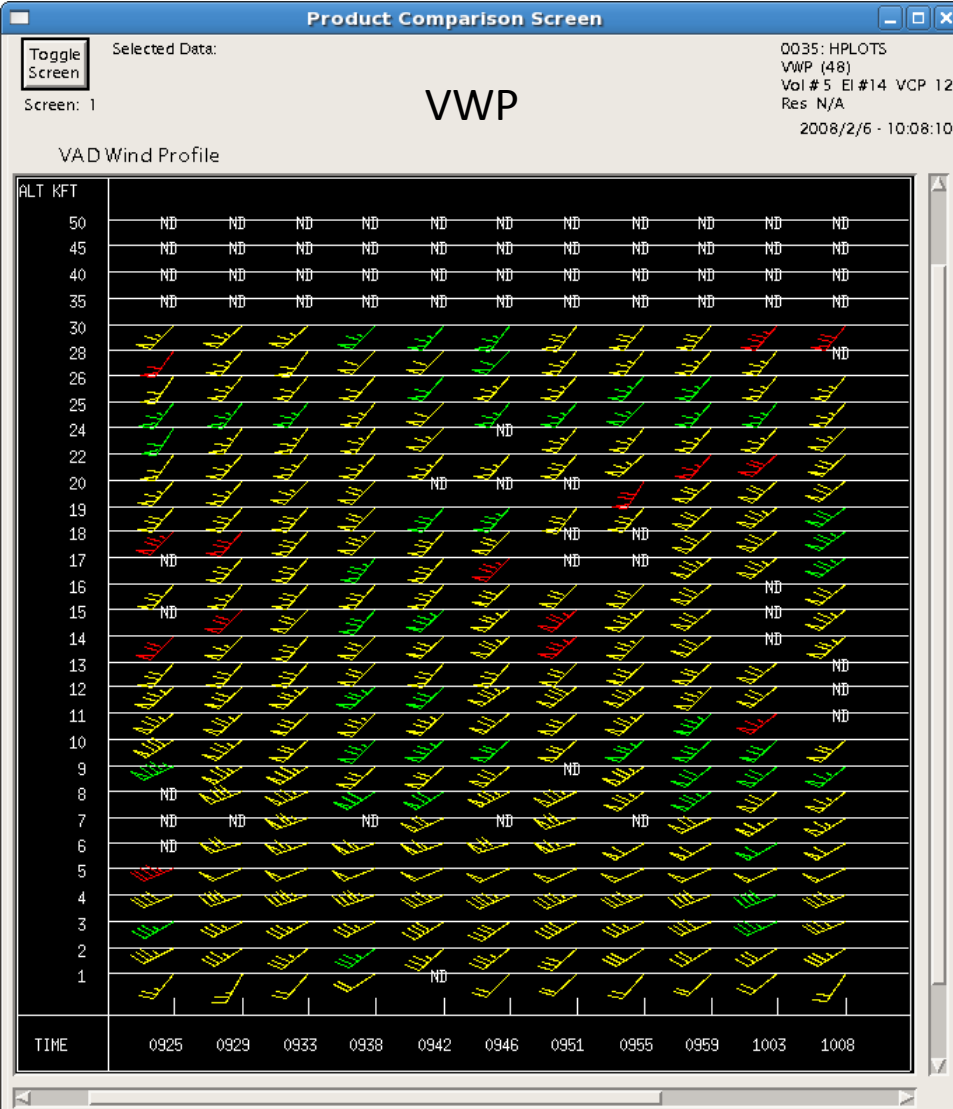 Product Comparison Screen
Toggle Screen
Selected Data:
Screen: 1
VWP
0035: HPLOTS
VWP (48)
Vol # 5 El #14 VCP 12
Res N/A
2008/2/6 - 10:08:10
VAD Wind Profile
ALT KFT
50 ND ND ND ND ND ND ND ND ND ND ND
45 ND ND ND ND ND ND ND ND ND ND ND
40 ND ND ND ND ND ND ND ND ND ND ND
35 ND ND ND ND ND ND ND ND ND ND ND
30
28 ND
26
25
24 ND
22
20 ND ND ND
19
18 ND ND
17 ND ND ND
16 ND
15 ND ND
14 ND
13 ND
12 ND
11 ND
10
9 ND
8 ND
7 ND ND ND ND ND
6 ND
5
4
3
2
1 ND
TIME 0925 0929 0933 0938 0942 0946 0951 0955 0959 1003 1008